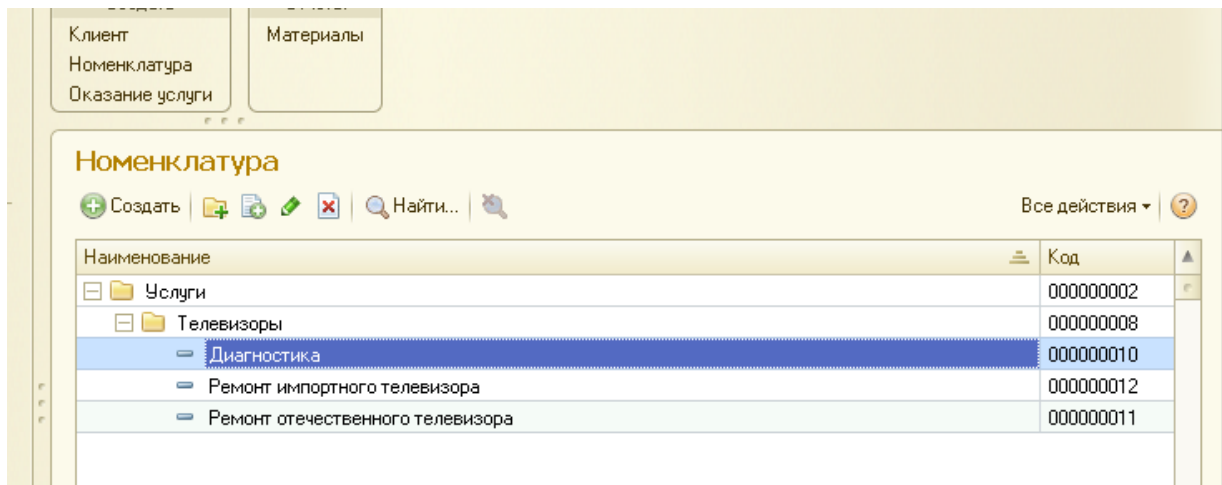 Клиент
Материалы
Номенклатура
Оказание услуги
Номенклатура
Создать Найти... Все действия
Наименование Код
Услуги 000000002
Телевизоры 000000008
Диагностика 000000010
Ремонт импортного телевизора 000000012
Ремонт отечественного телевизора 000000011